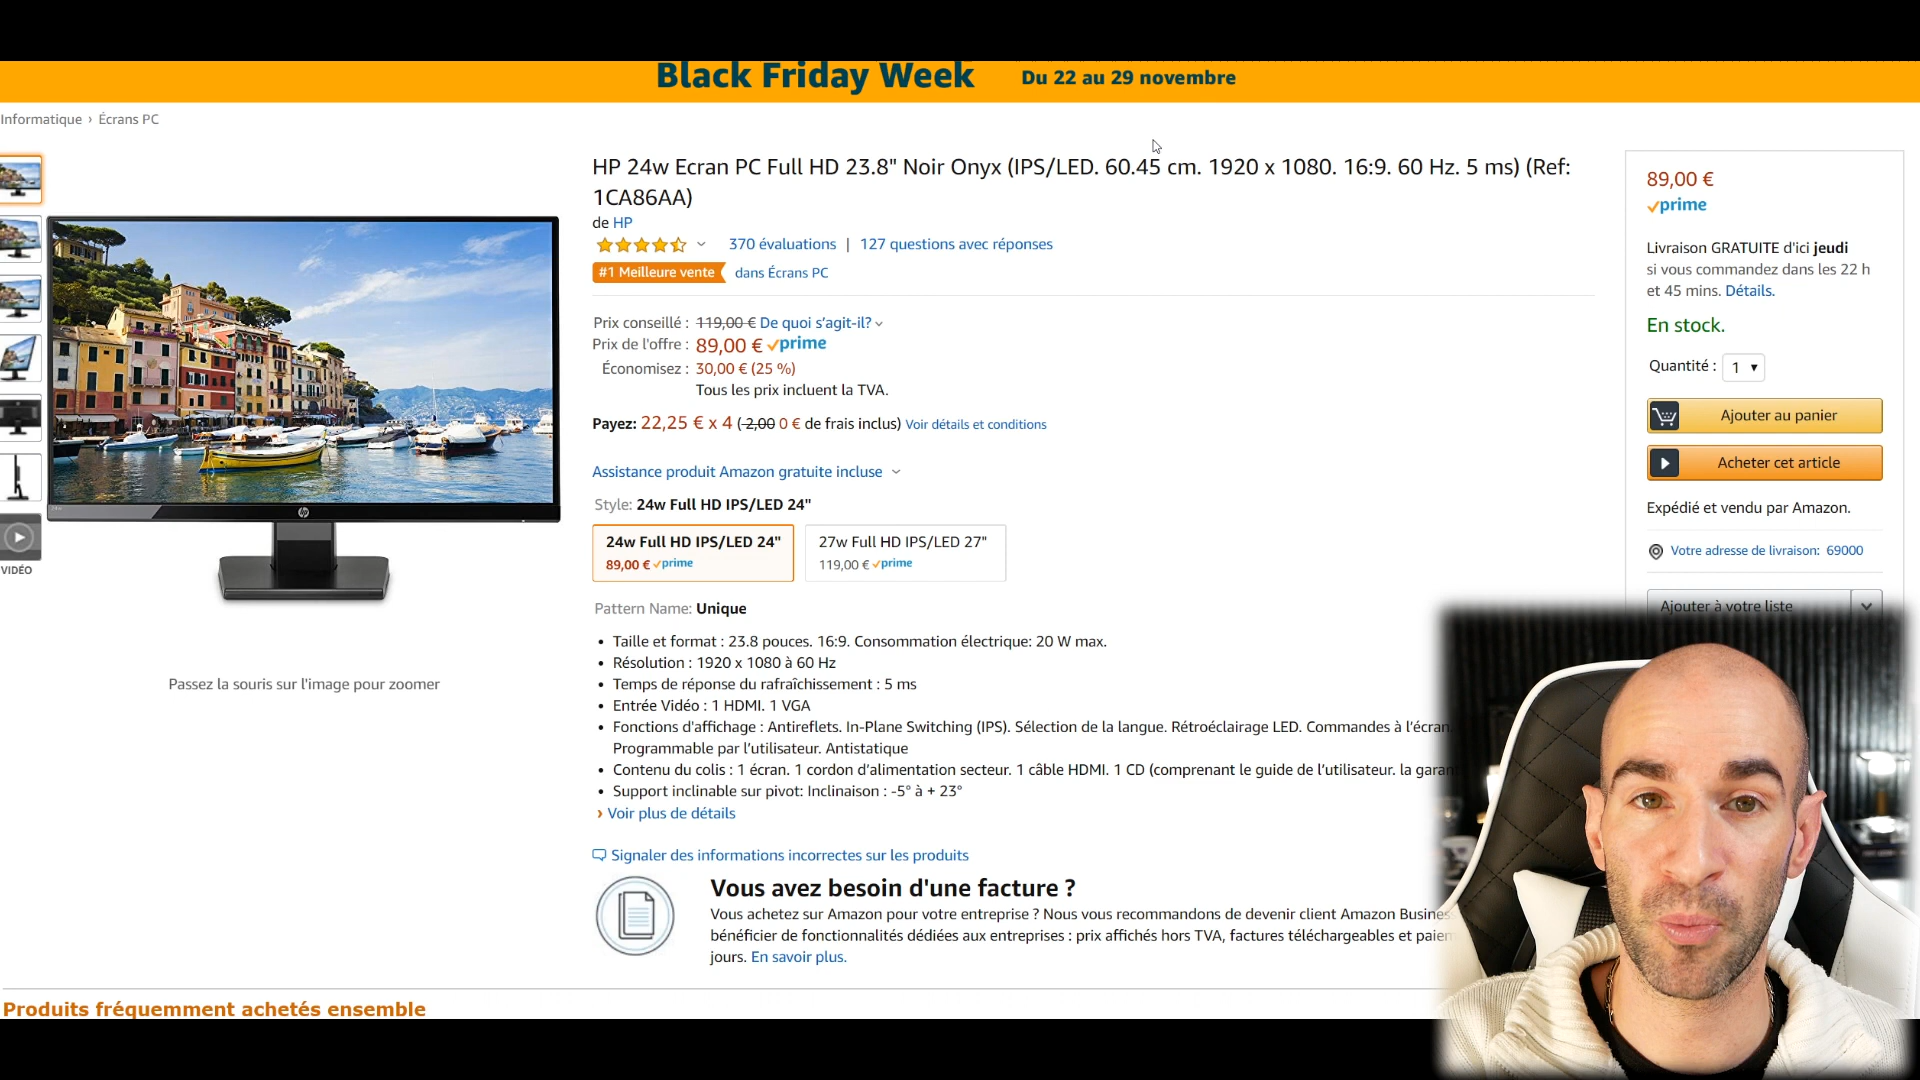 Black Friday Week Du 22 au 29 novembre
Informatique › Écrans PC
HP 24w Ecran PC Full HD 23.8" Noir Onyx (IPS/LED. 60.45 cm. 1920 x 1080. 16:9. 60 Hz. 5 ms) (Ref:
1CA86AA)
de HP
370 évaluations | 127 questions avec réponses
#1 Meilleure vente dans Écrans PC
Prix conseillé : 119,00 € De quoi s'agit-il?
Prix de l'offre : 89,00 € prime
Économisez : 30,00 € (25 %)
Tous les prix incluent la TVA.
Payez: 22,25 € x 4 (2,00 0 € de frais inclus) Voir détails et conditions
Assistance produit Amazon gratuite incluse
Style: 24w Full HD IPS/LED 24"
24w Full HD IPS/LED 24"
89,00 € prime
27w Full HD IPS/LED 27"
119,00 € prime
Pattern Name: Unique
• Taille et format : 23.8 pouces. 16:9. Consommation électrique: 20 W max.
• Résolution : 1920 x 1080 à 60 Hz
• Temps de réponse du rafraîchissement : 5 ms
• Entrée Vidéo : 1 HDMI. 1 VGA
• Fonctions d'affichage : Antireflets. In-Plane Switching (IPS). Sélection de la langue. Rétroéclairage LED. Commandes à l'écran.
Programmable par l'utilisateur. Antistatique
• Contenu du colis : 1 écran. 1 cordon d'alimentation secteur. 1 câble HDMI. 1 CD (comprenant le guide de l'utilisateur. la garan
• Support inclinable sur pivot: Inclinaison : -5° à + 23°
› Voir plus de détails
Signaler des informations incorrectes sur les produits
Vous avez besoin d'une facture ?
Vous achetez sur Amazon pour votre entreprise ? Nous vous recommandons de devenir client Amazon Busines
bénéficier de fonctionnalités dédiées aux entreprises : prix affichés hors TVA, factures téléchargeables et paiem
jours. En savoir plus.
Produits fréquemment achetés ensemble
hp
VIDÉO
Passez la souris sur l'image pour zoomer
89,00 €
prime
Livraison GRATUITE d'ici jeudi
si vous commandez dans les 22 h
et 45 mins. Détails.
En stock.
Quantité : 1
Ajouter au panier
Acheter cet article
Expédié et vendu par Amazon.
Votre adresse de livraison: 69000
Ajouter à votre liste